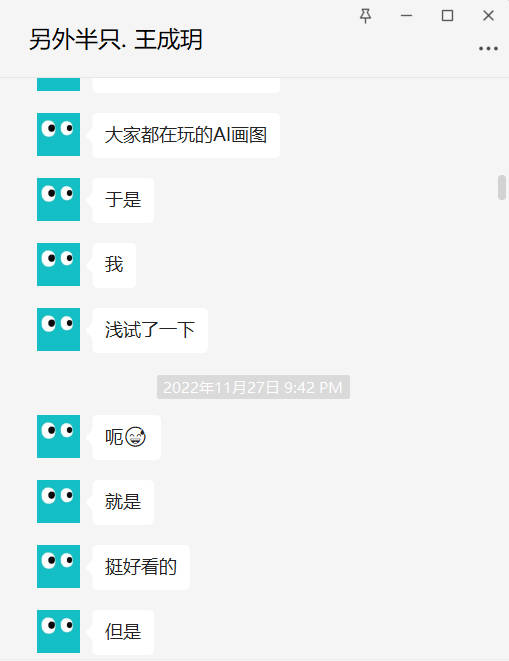 另外半只. 王成玥
大家都在玩的AI画图
于是
我
浅试了一下
2022年11月27日 9:42 PM
呃😅
就是
挺好看的
但是